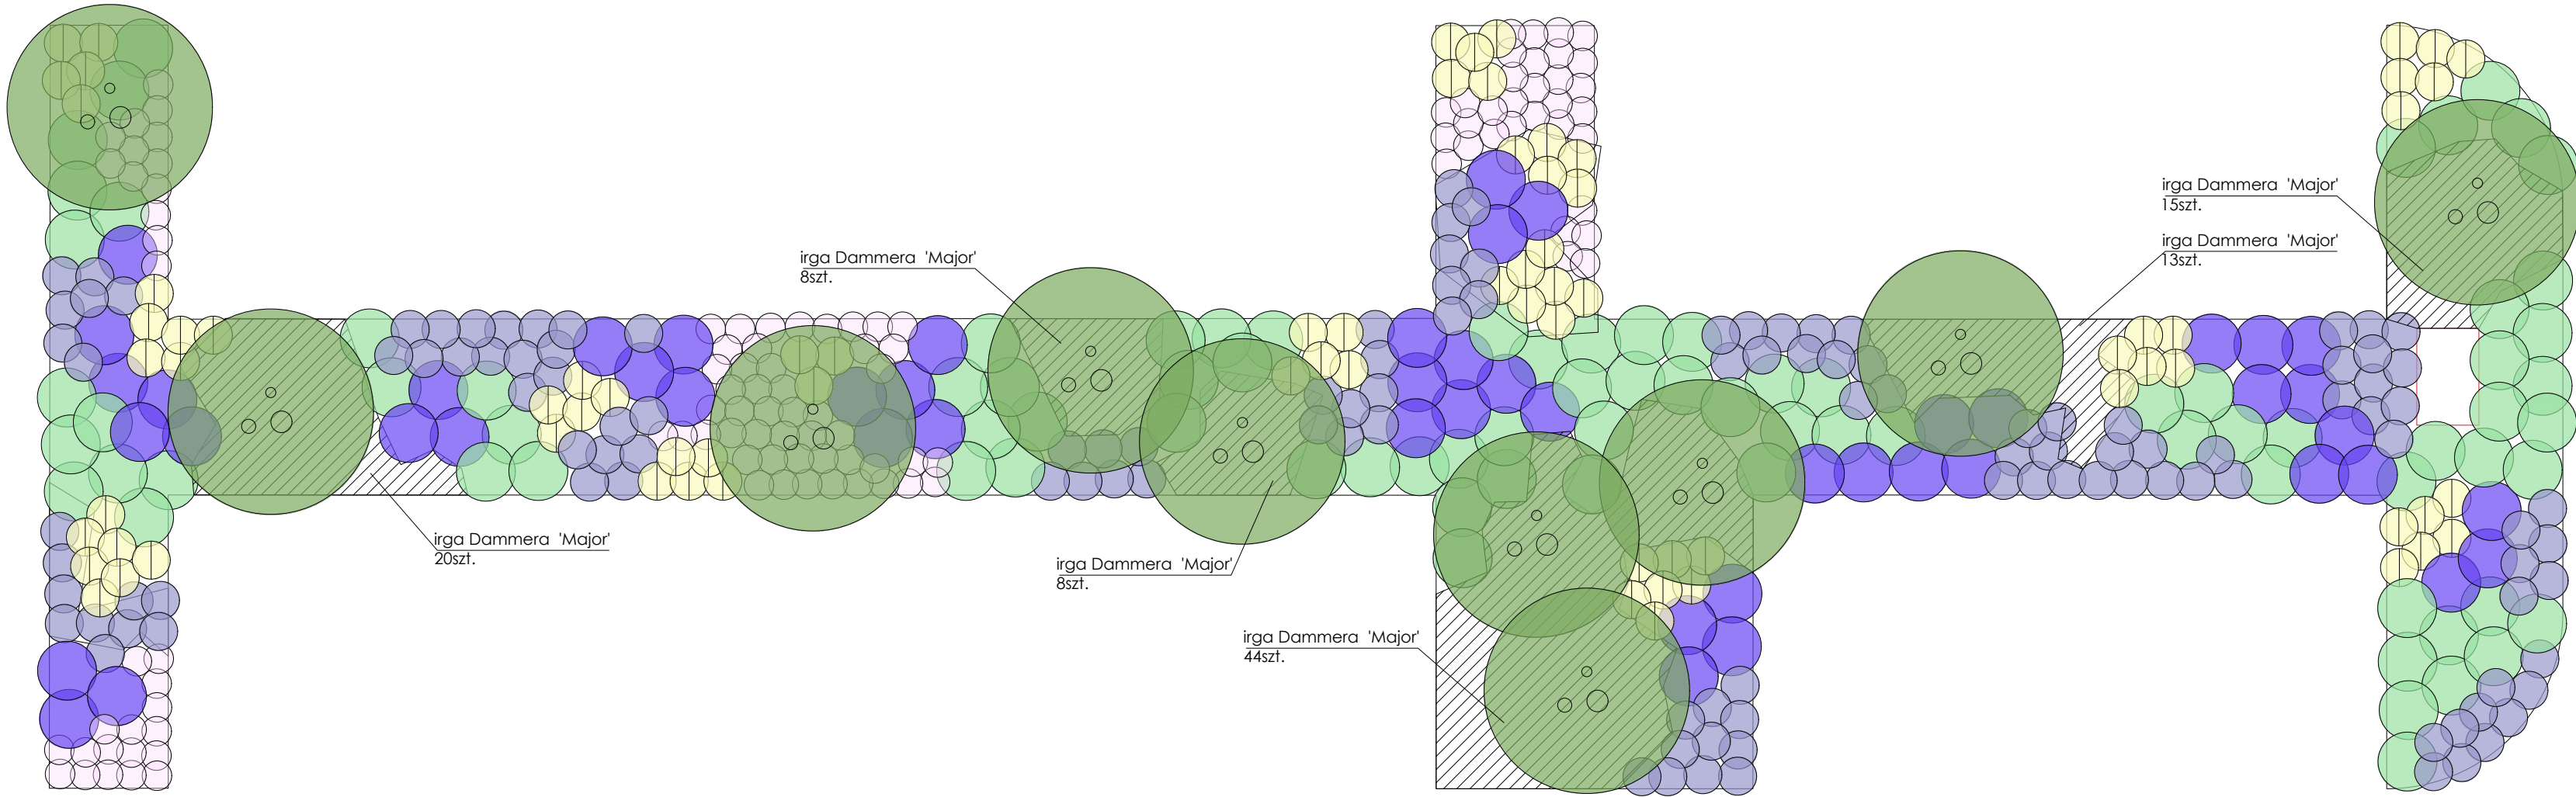 irga Dammera 'Major'
15szt.
irga Dammera 'Major'
13szt.
irga Dammera 'Major'
8szt.
irga Dammera 'Major'
20szt.
irga Dammera 'Major'
8szt.
irga Dammera 'Major'
44szt.